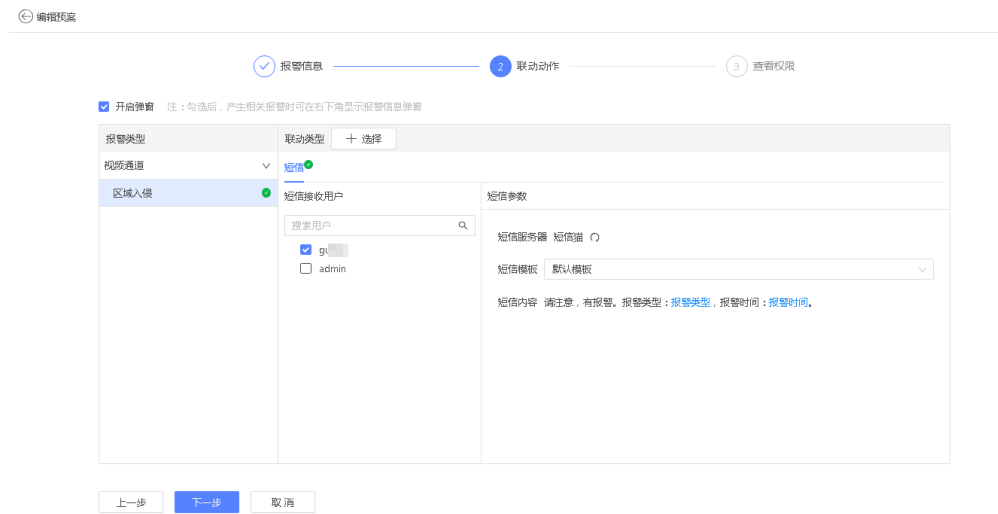 编辑预案
报警信息
2 联动动作
3 查看权限
开启弹窗 注：勾选后，产生相关报警时可在右下角显示报警信息弹窗
报警类型
联动类型 十 选择
视频通道
短信
区域入侵
短信接收用户
短信参数
搜索用户
短信服务器 短信猫
gu
短信模板 默认模板
admin
短信内容 请注意，有报警。报警类型：报警类型，报警时间：报警时间。
上一步 下一步 取消